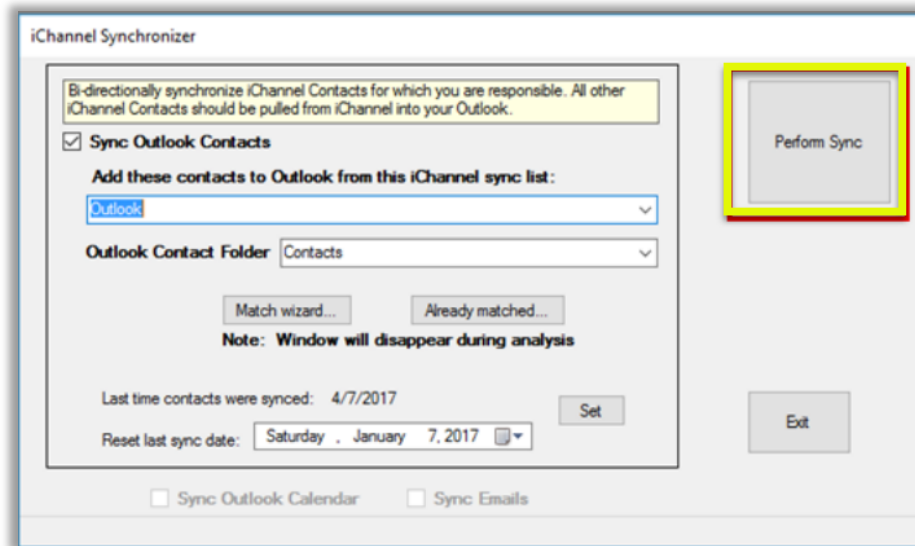 iChannel Synchronizer
Bi-directionally synchronize iChannel Contacts for which you are responsible. All other
iChannel Contacts should be pulled from iChannel into your Outlook.
Perform Sync
Sync Outlook Contacts
Add these contacts to Outlook from this iChannel sync list:
Outlook
Outlook Contact Folder Contacts
Match wizard... Already matched...
Note: Window will disappear during analysis
Last time contacts were synced: 4/7/2017
Set
Exit
Reset last sync date: Saturday , January 7, 2017
Sync Outlook Calendar Sync Emails